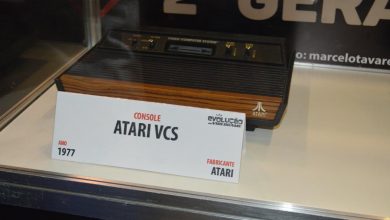 2ª GERA
o: marcelotavare
ATARI
CONSOLE
ATARI VCS
EVOLUÇÃO
ANO
1977
FABRICANTE
ATARI